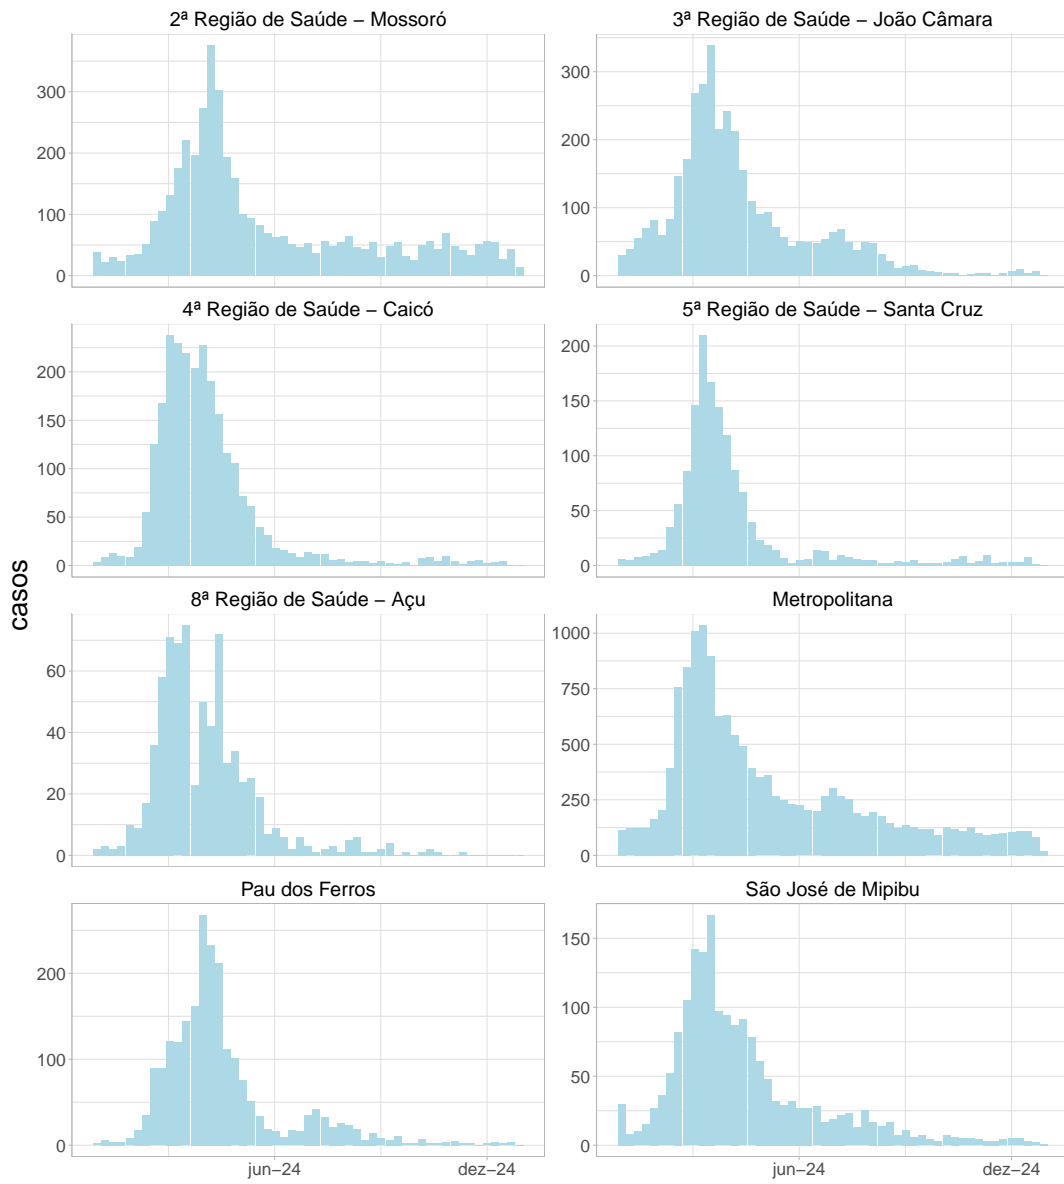 2ª Região de Saúde – Mossoró
3ª Região de Saúde – João Câmara
300
200
100
0
300
200
100
0
4ª Região de Saúde – Caicó
5ª Região de Saúde – Santa Cruz
200
150
100
50
0
200
150
100
50
0
casos
8ª Região de Saúde – Açu
Metropolitana
60
40
20
0
1000
750
500
250
0
Pau dos Ferros
São José de Mipibu
200
100
0
150
100
50
0
jun–24
dez–24
jun–24
dez–24